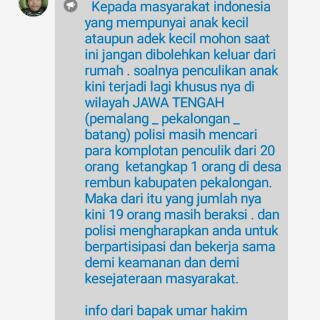 Kepada masyarakat indonesia
yang mempunyai anak kecil
ataupun adek kecil mohon saat
ini jangan dibolehkan keluar dari
rumah . soalnya penculikan anak
kini terjadi lagi khusus nya di
wilayah JAWA TENGAH
(pemalang _ pekalongan _
batang) polisi masih mencari
para komplotan penculik dari 20
orang ketangkap 1 orang di desa
rembun kabupaten pekalongan.
Maka dari itu yang jumlah nya
kini 19 orang masih beraksi . dan
polisi mengharapkan anda untuk
berpartisipasi dan bekerja sama
demi keamanan dan demi
kesejateraan masyarakat.
info dari bapak umar hakim